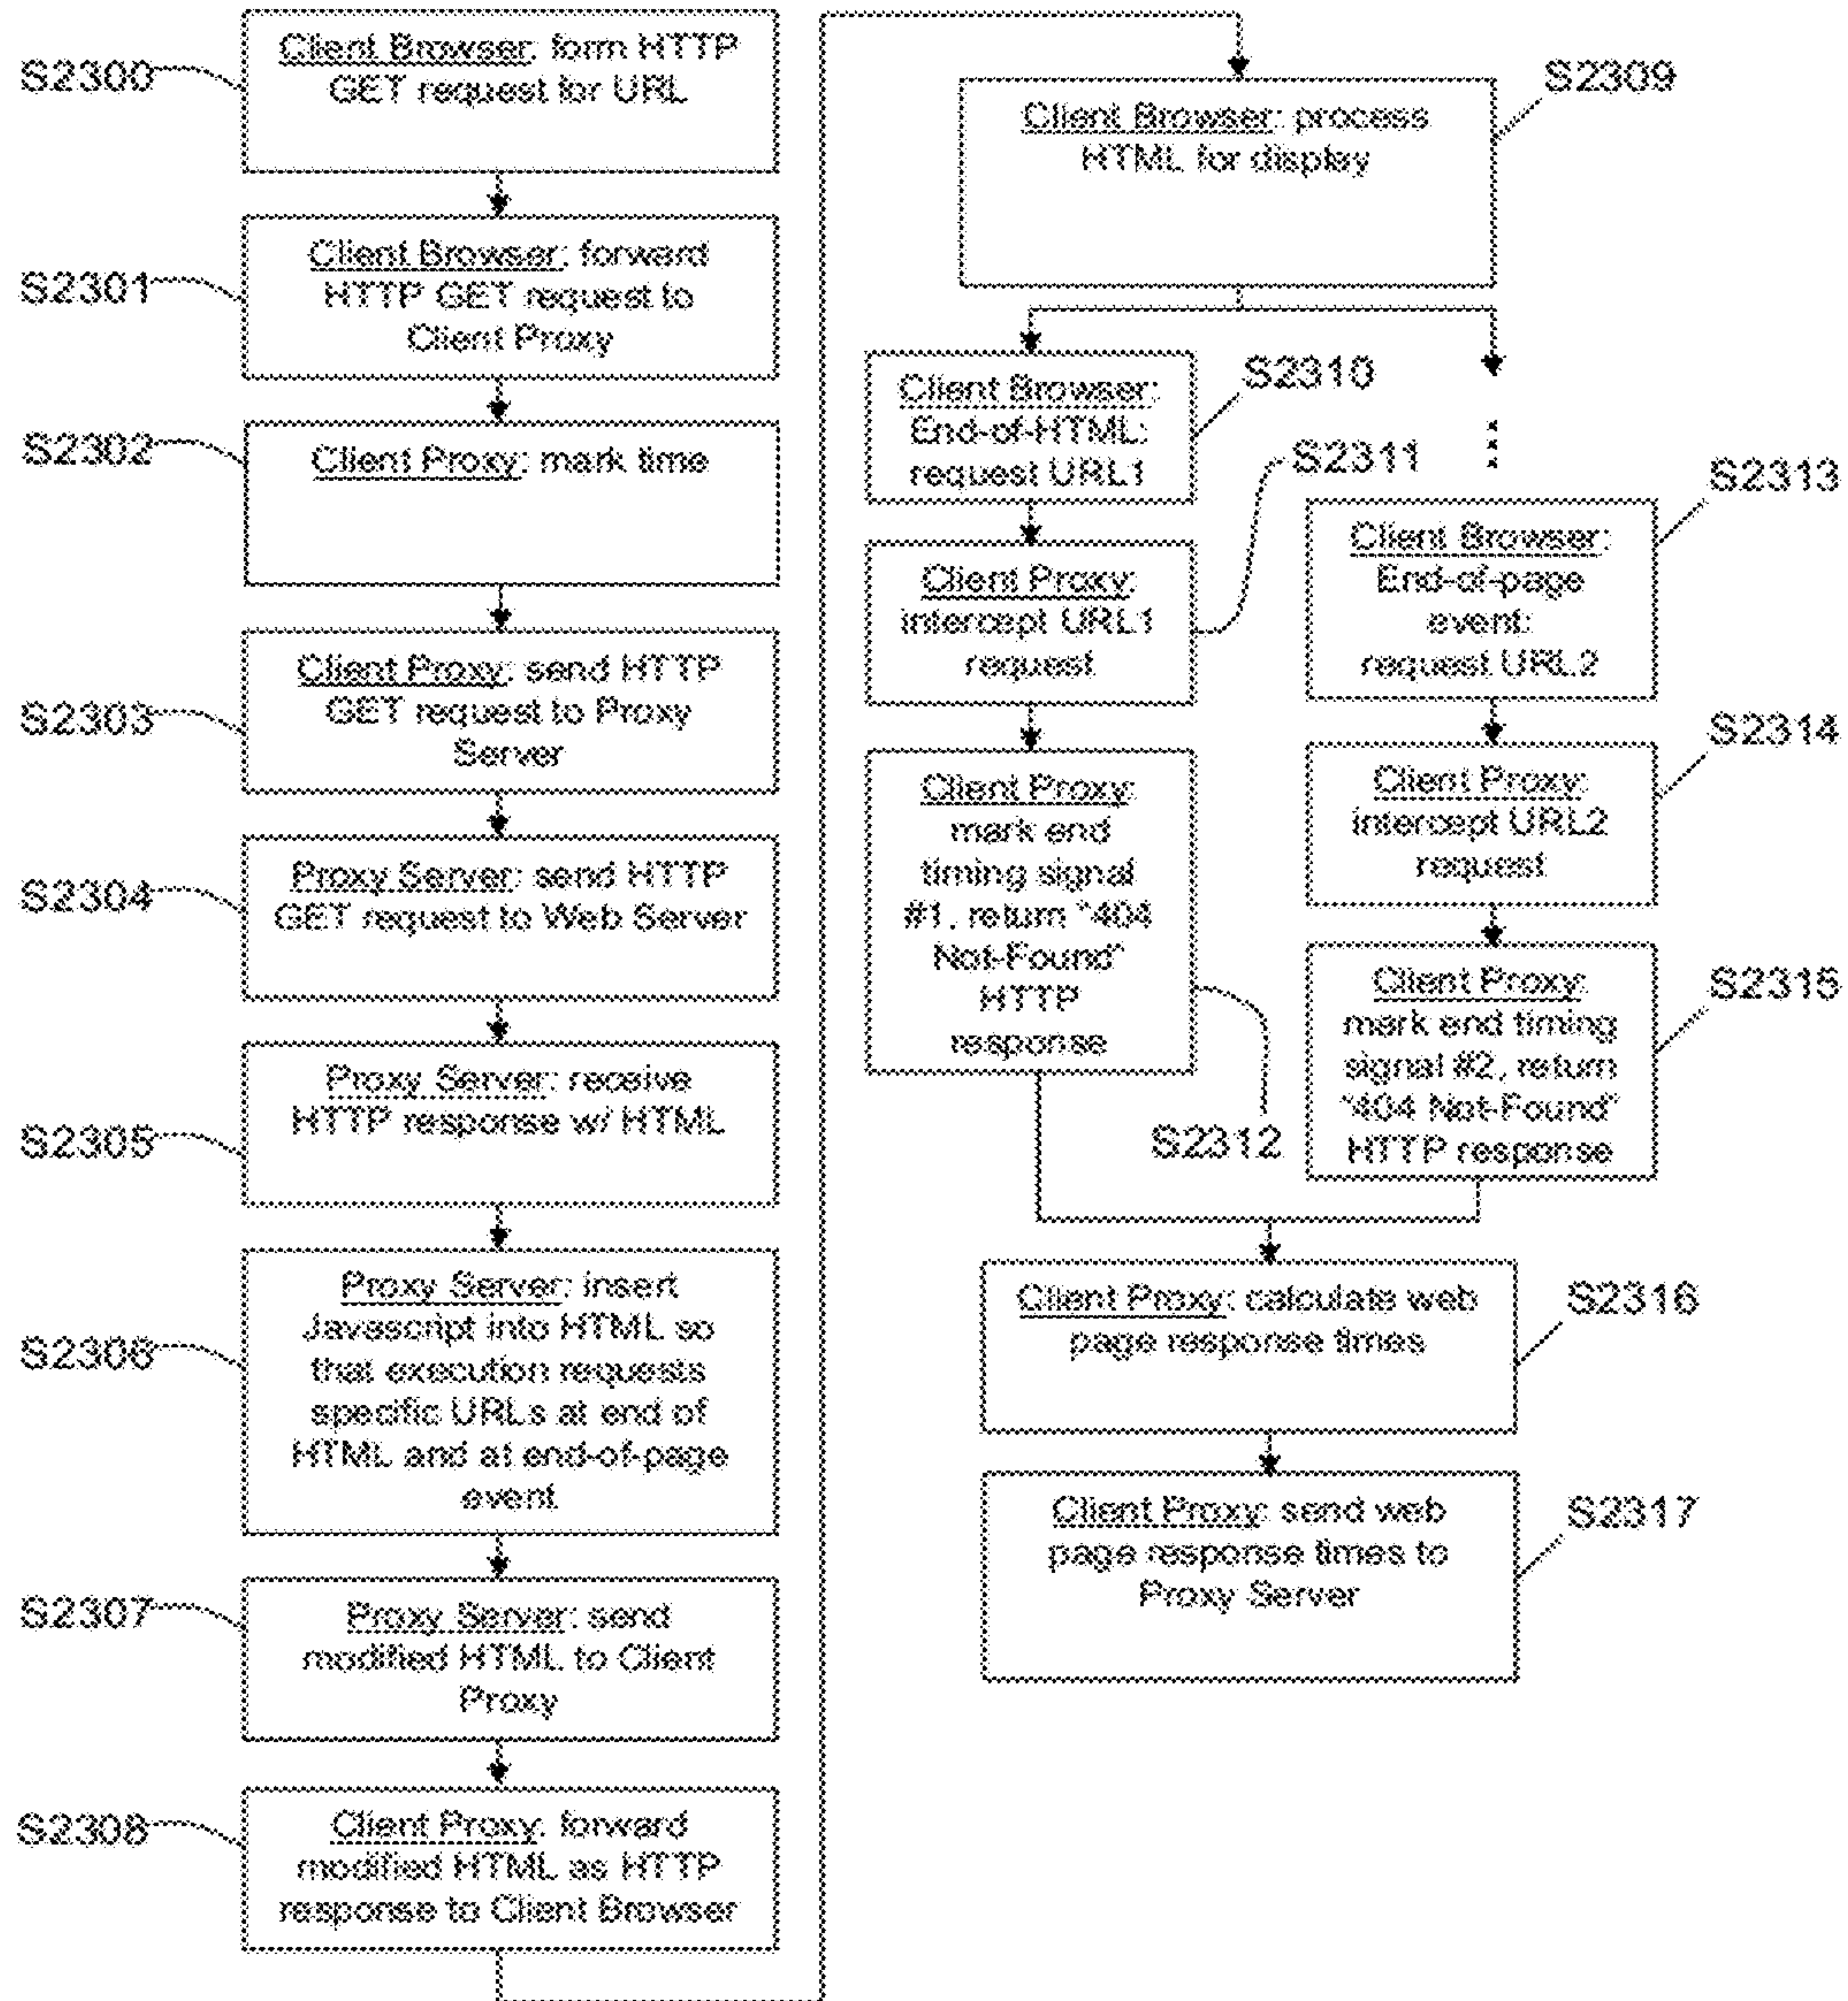 S2300
Client Browser: form HTTP
GET request for URL
S2301
Client Browser: forward
HTTP GET request to
Client Proxy
S2302
Client Proxy: mark time
S2303
Client Proxy: send HTTP
GET request to Proxy
Server
S2304
Proxy Server: send HTTP
GET request to Web Server
S2305
Proxy Server: receive
HTTP response w/ HTML
S2306
Proxy Server: insert
Javascript into HTML so
that execution requests
specific URLs at end of
HTML and at end-of-page
event
S2307
Proxy Server: send
modified HTML to Client
Proxy
S2308
Client Proxy: forward
modified HTML as HTTP
response to Client Browser
S2309
Client Browser: process
HTML for display
S2310
Client Browser:
End-of-HTML:
request URL1
S2311
Client Proxy:
intercept URL1
request
Client Proxy:
mark end
timing signal
#1, return "404
Not-Found"
HTTP
response
S2312
S2313
Client Browser:
End-of-page
event:
request URL2
S2314
Client Proxy:
intercept URL2
request
S2315
Client Proxy:
mark end timing
signal #2, return
"404 Not-Found"
HTTP response
S2316
Client Proxy: calculate web
page response times
S2317
Client Proxy: send web
page response times to
Proxy Server